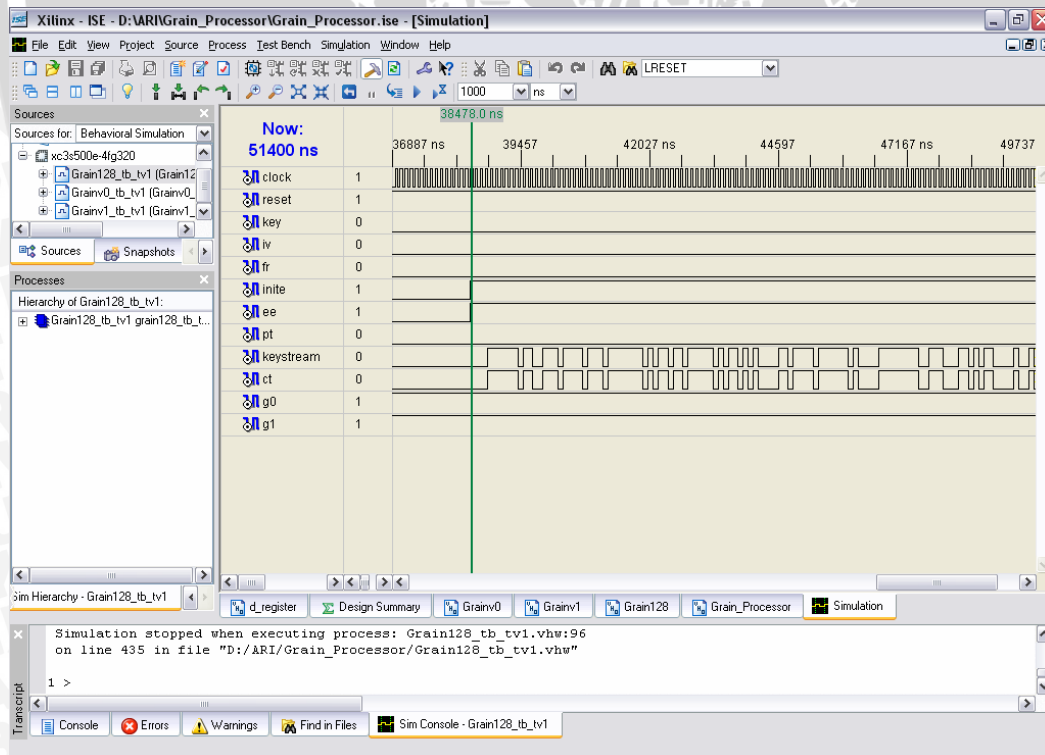 Xilinx - ISE - D:\ARI\Grain_Processor\Grain_Processor.ise - [Simulation]
File Edit View Project Source Process Test Bench Simulation Window Help
LRESET
1000 ns
Sources
Sources for: Behavioral Simulation
xc3s500e-4fg320
Grain128_tb_tv1 (Grain12
Grainv0_tb_tv1 (Grainv0_
Grainv1_tb_tv1 (Grainv1_
Sources Snapshots
Processes
Hierarchy of Grain128_tb_tv1:
Grain128_tb_tv1 grain128_tb_t...
Sim Hierarchy - Grain128_tb_tv1
38478.0 ns
Now:
51400 ns
36887 ns 39457 42027 ns 44597 47167 ns 49737
clock 1
reset 1
key 0
iv 0
fr 0
inite 1
ee 1
pt 0
keystream 0
ct 0
g0 1
g1 1
d_register Design Summary Grainv0 Grainv1 Grain128 Grain_Processor Simulation
Simulation stopped when executing process: Grain128_tb_tv1.vhw:96
on line 435 in file "D:/ARI/Grain_Processor/Grain128_tb_tv1.vhw"
1 >
Transcript
Console Errors Warnings Find in Files Sim Console - Grain128_tb_tv1